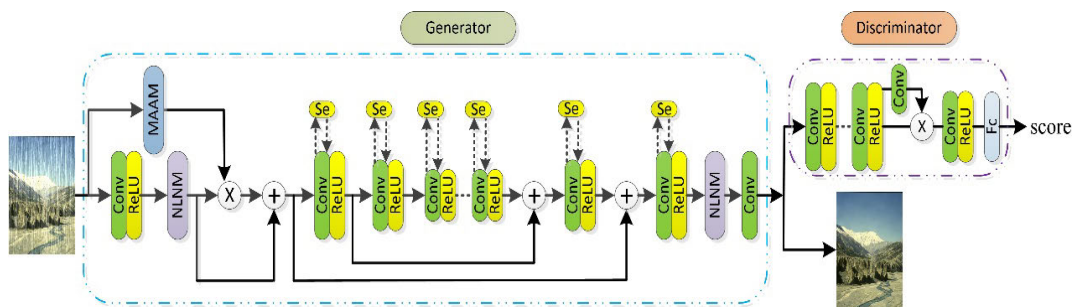 Generator
Discriminator
MAAM
Conv
ReLU
NLNM
X
+
Se
Conv
ReLU
Se
Conv
ReLU
Se
Conv
ReLU
Se
Conv
ReLU
+
Se
Conv
ReLU
+
Se
Conv
ReLU
NLNM
Conv
Conv
ReLU
Conv
ReLU
Conv
X
Conv
ReLU
Fc
score